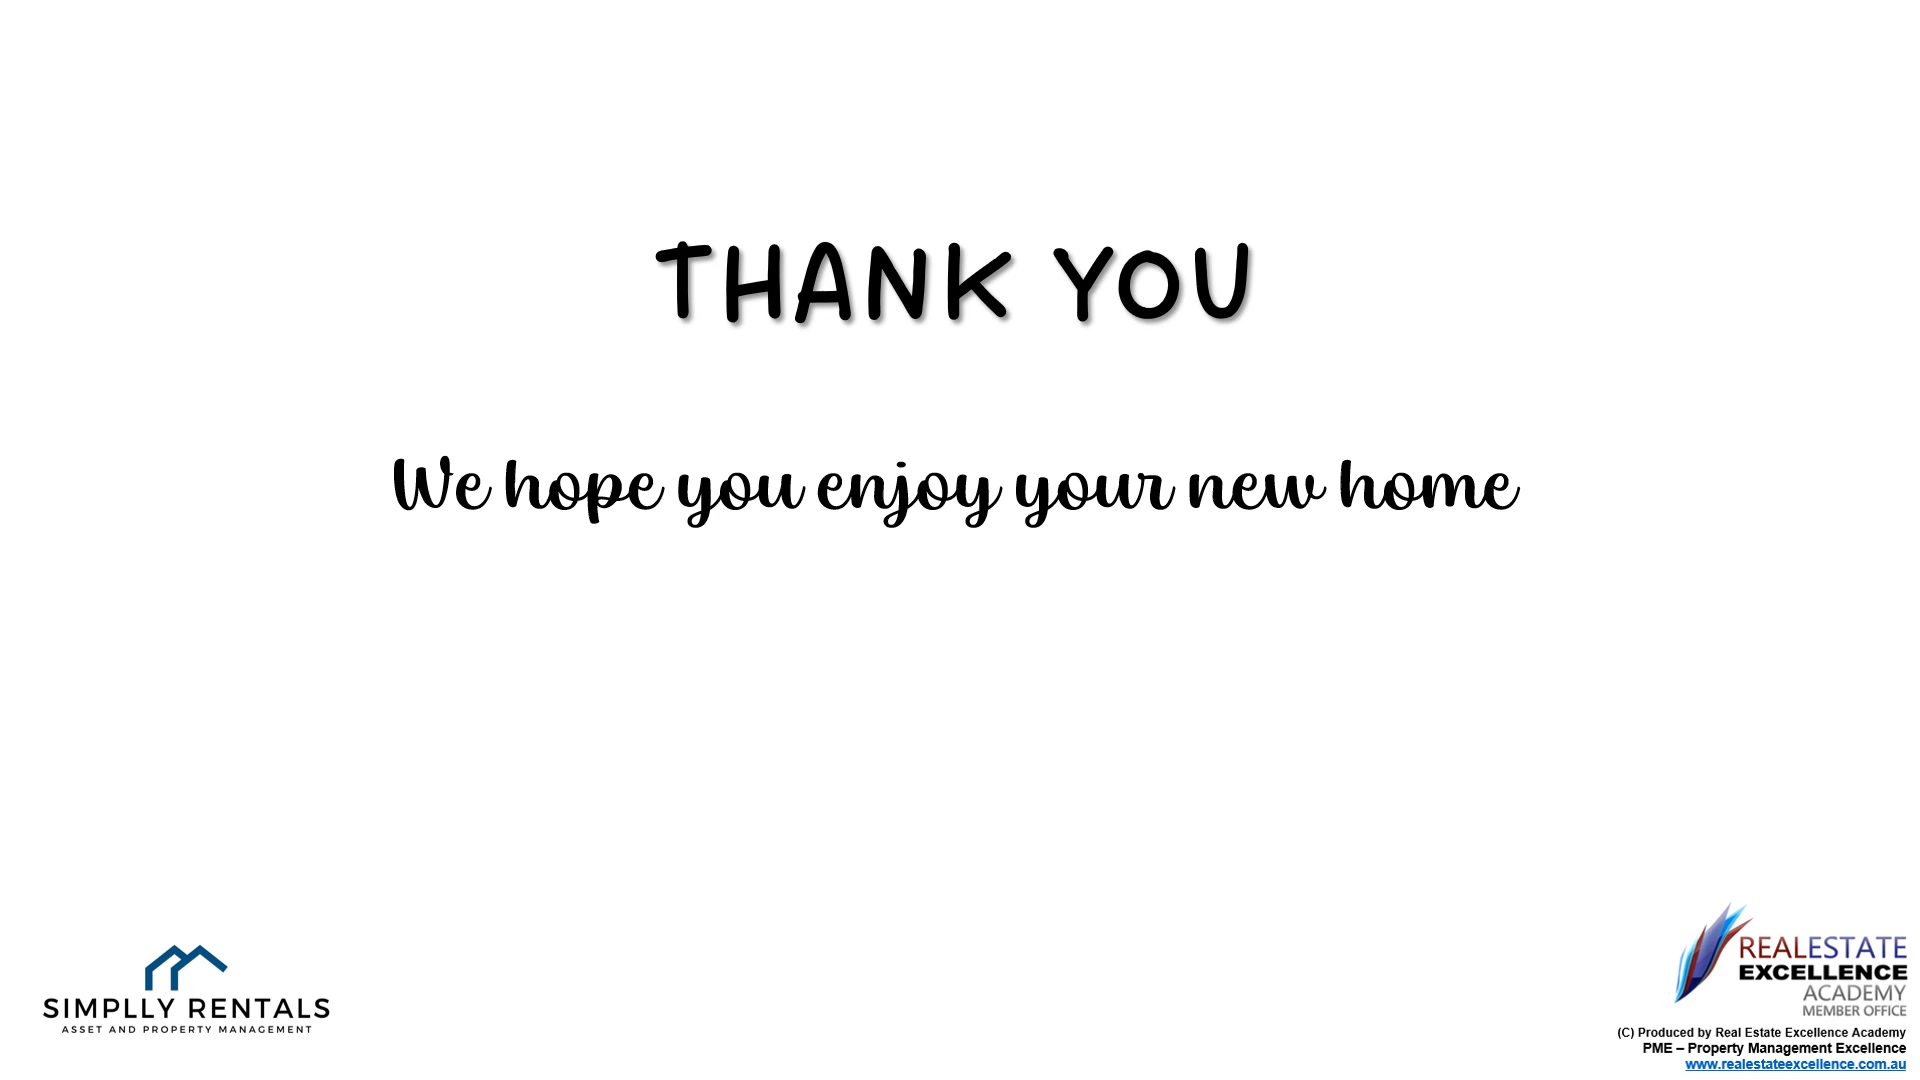 THANK YOU
We hope you enjoy your new home
SIMPLLY RENTALS
ASSET AND PROPERTY MANAGEMENT
REALESTATE
EXCELLENCE
ACADEMY
MEMBER OFFICE
(C) Produced by Real Estate Excellence Academy
PME – Property Management Excellence
www.realestateexcellence.com.au